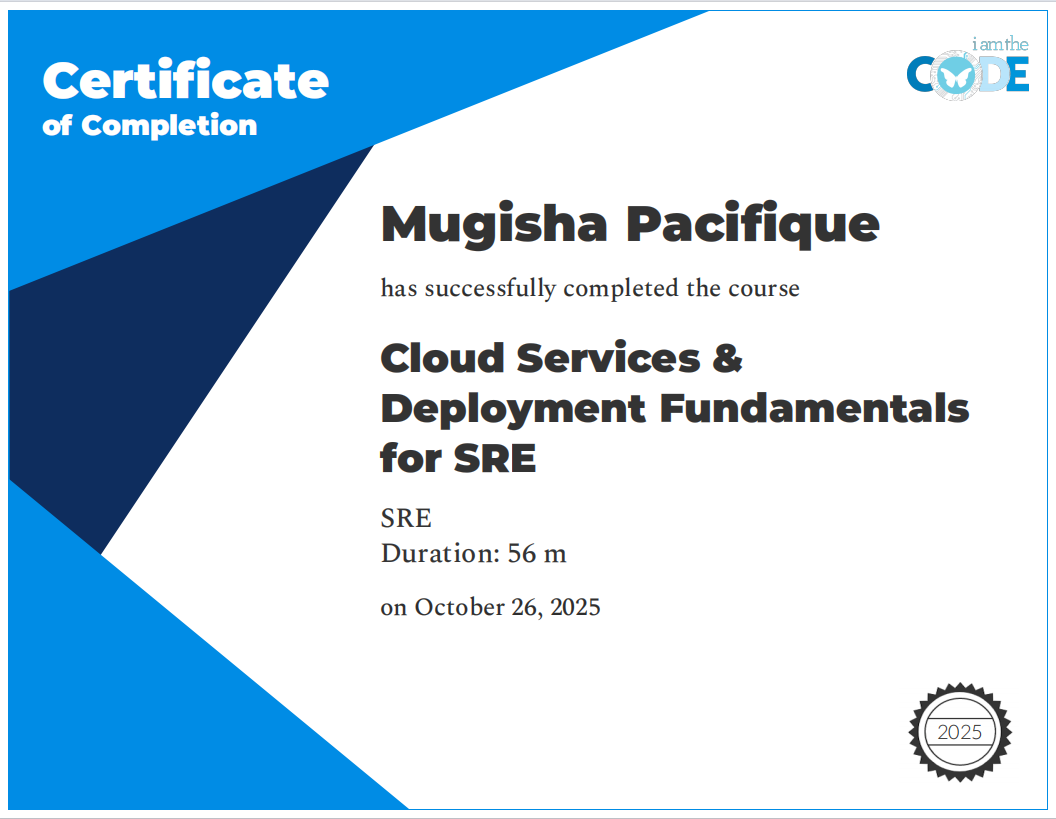 Certificate
of Completion
i am the
CODE
Mugisha Pacifique
has successfully completed the course
Cloud Services &
Deployment Fundamentals
for SRE
SRE
Duration: 56 m
on October 26, 2025
2025